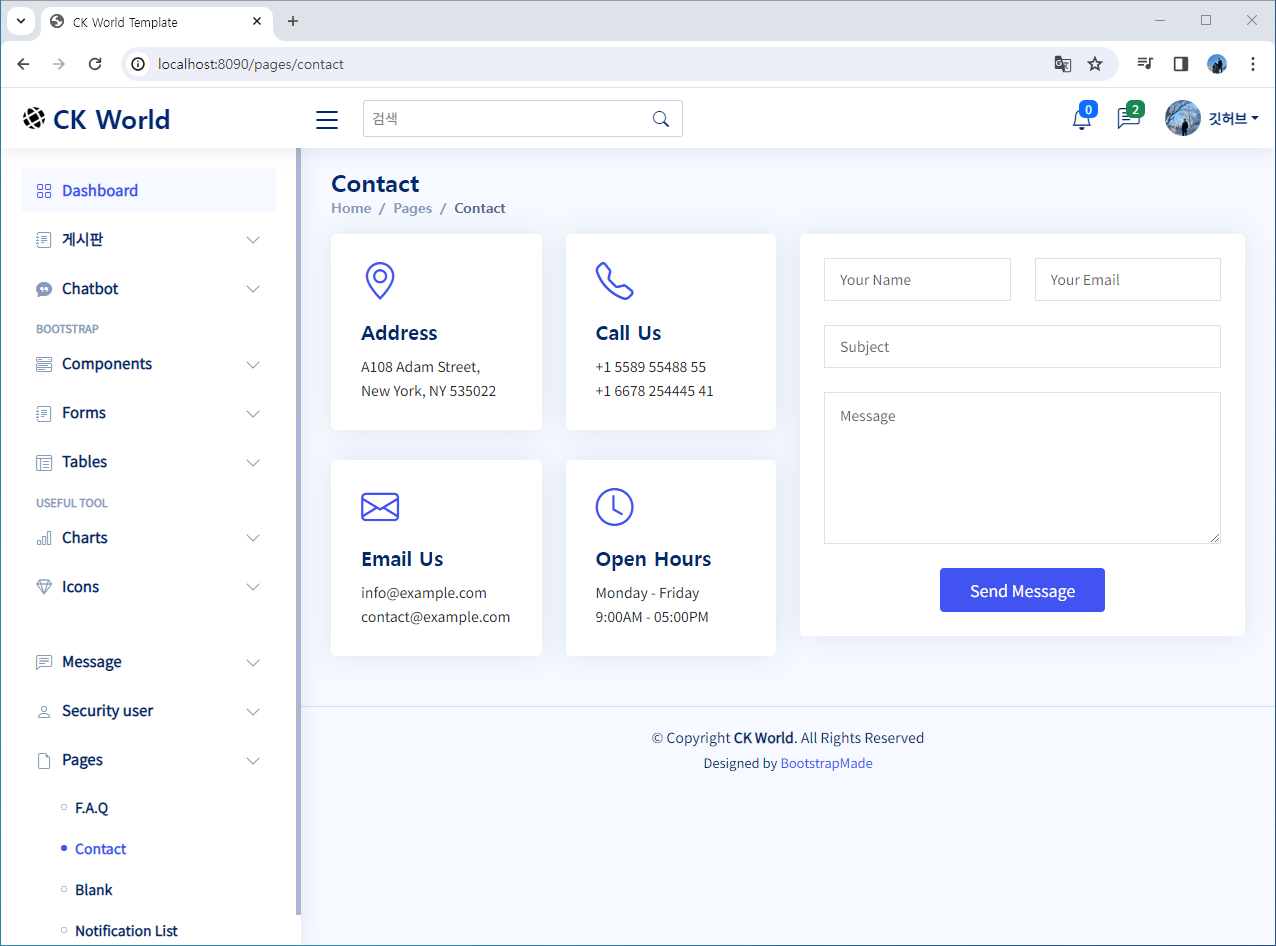 CK World Template
localhost:8090/pages/contact
CK World
검색
0
2
깃허브
Dashboard
게시판
Chatbot
BOOTSTRAP
Components
Forms
Tables
USEFUL TOOL
Charts
Icons
Message
Security user
Pages
F.A.Q
Contact
Blank
Notification List
Contact
Home / Pages / Contact
Address
A108 Adam Street,
New York, NY 535022
Call Us
+1 5589 55488 55
+1 6678 254445 41
Email Us
info@example.com
contact@example.com
Open Hours
Monday - Friday
9:00AM - 05:00PM
Your Name
Your Email
Subject
Message
Send Message
© Copyright CK World. All Rights Reserved
Designed by BootstrapMade